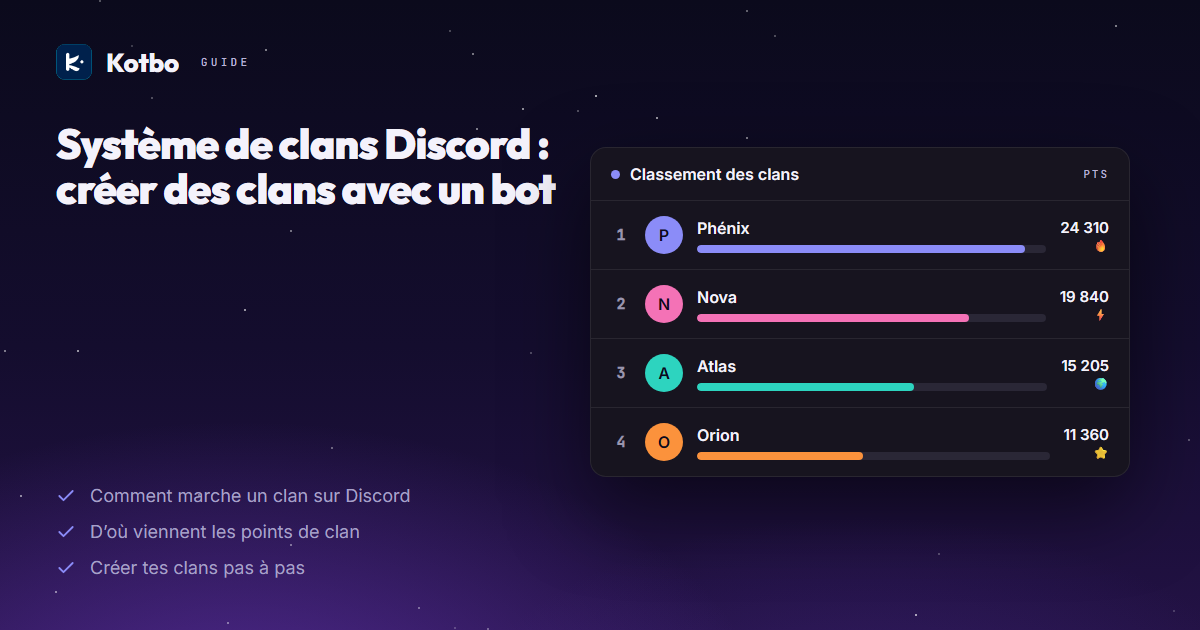 Kotbo GUIDE
Système de clans Discord :
créer des clans avec un bot
Comment marche un clan sur Discord
D’où viennent les points de clan
Créer tes clans pas à pas
Classement des clans PTS
1 P Phénix 24 310
2 N Nova 19 840
3 A Atlas 15 205
4 O Orion 11 360